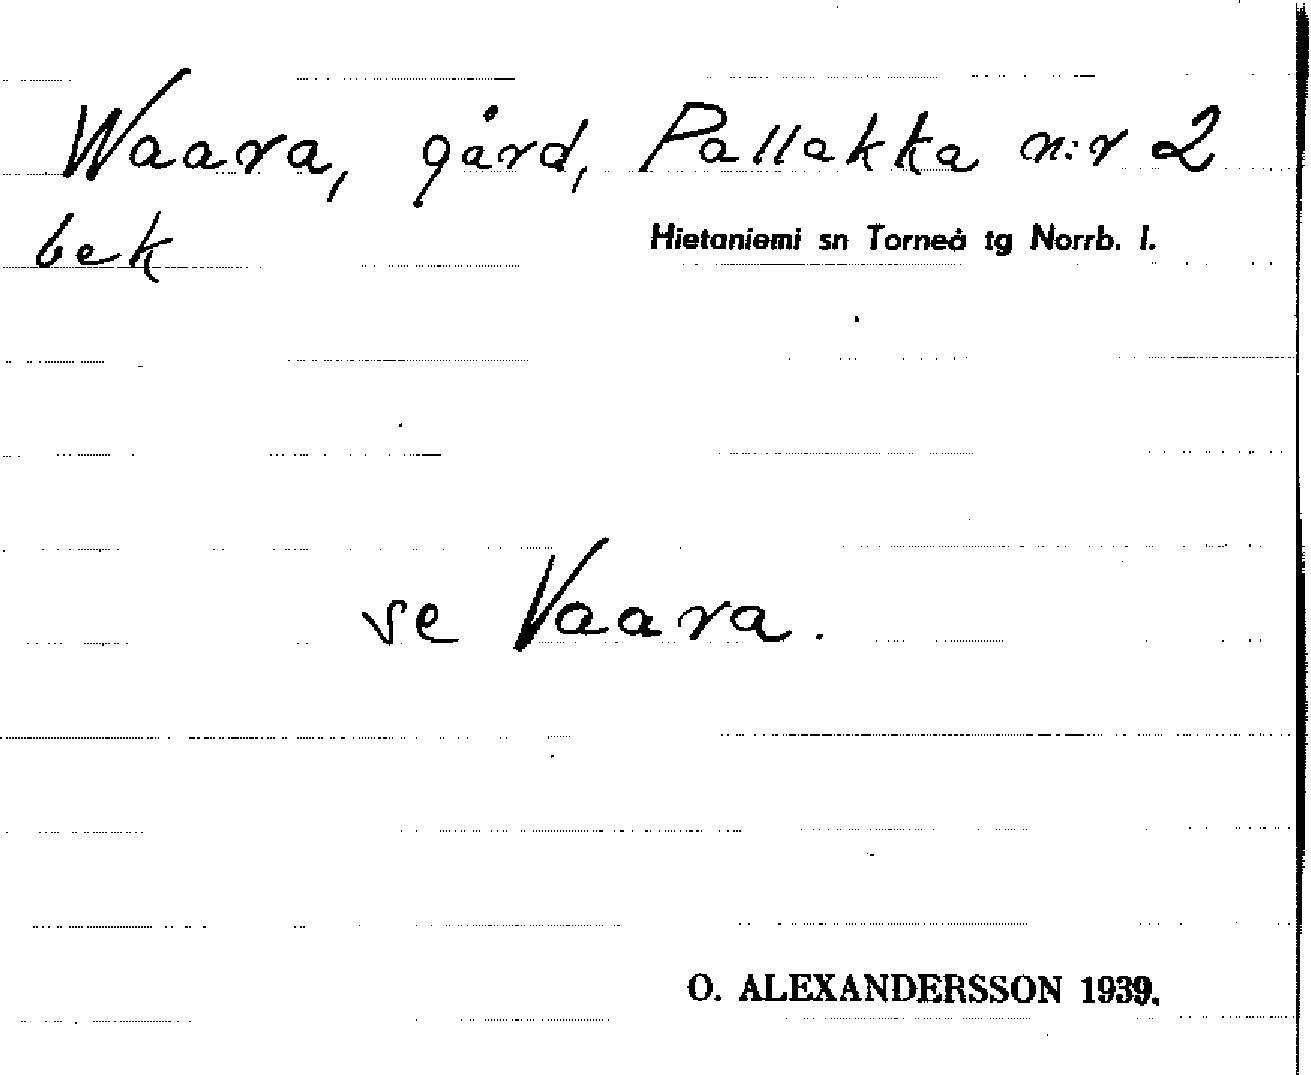 Waara, gård, Pallakka n:r 2
bek
Hietaniemi sn Torneå tg Norrb. l.
se Vaara.
O. ALEXANDERSSON 1939.